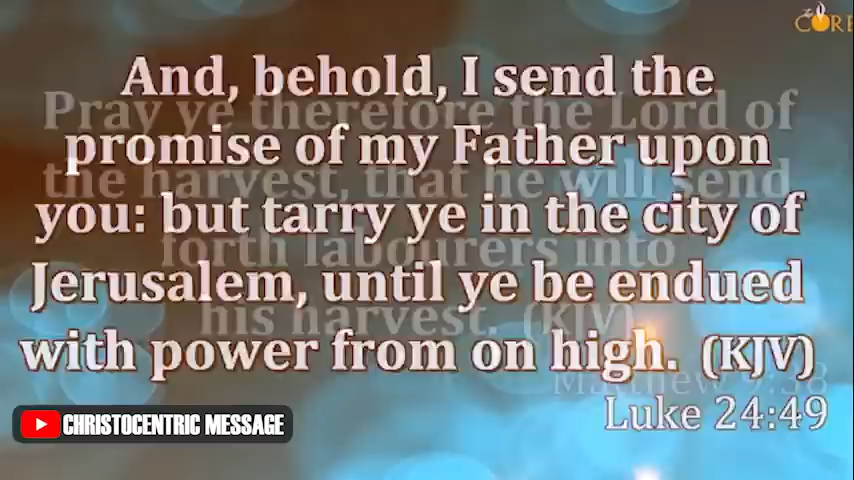 The
CORE
And, behold, I send the
promise of my Father upon
you: but tarry ye in the city of
Jerusalem, until ye be endued
with power from on high. (KJV)
Luke 24:49
Pray ye therefore the Lord of
the harvest, that he will send
forth labourers into
his harvest. (KJV)
Matthew 9:38
CHRISTOCENTRIC MESSAGE